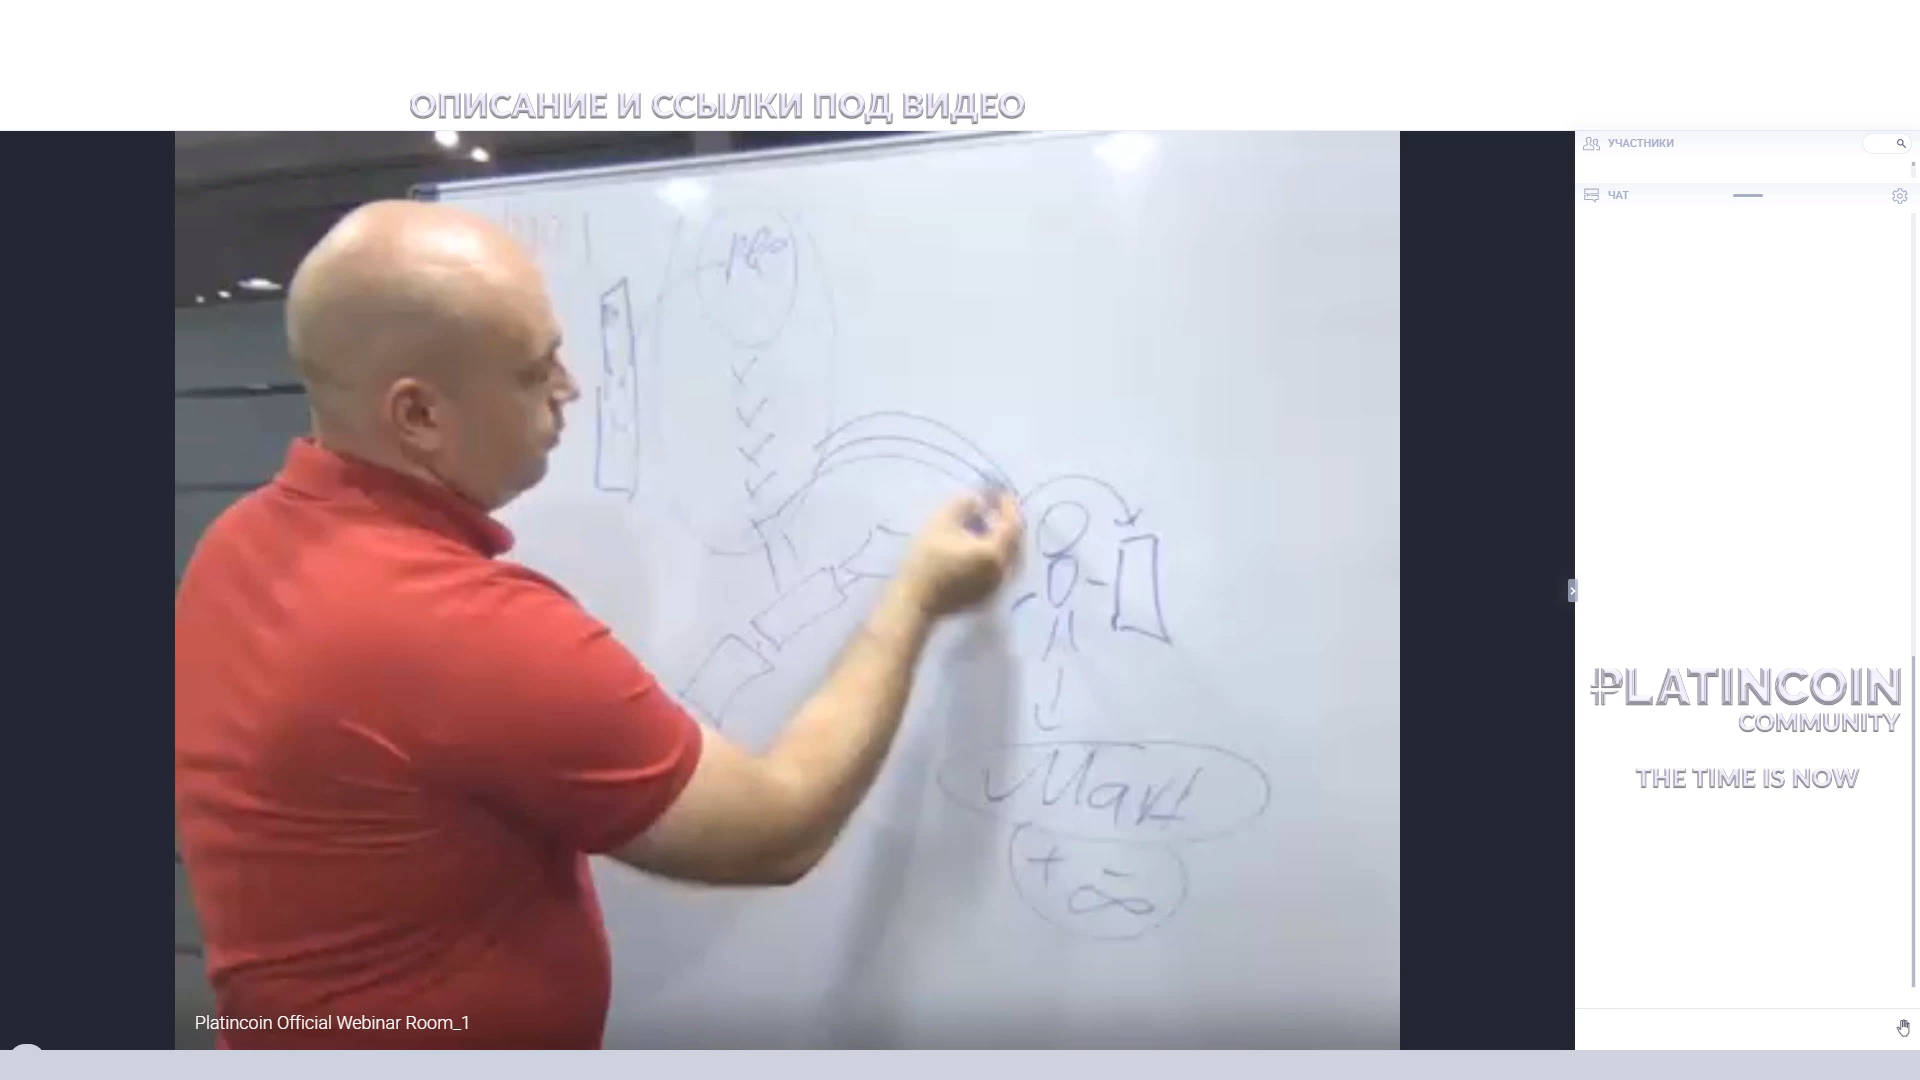 ОПИСАНИЕ И ССЫЛКИ ПОД ВИДЕО
УЧАСТНИКИ
ЧАТ
+ ∞
Platincoin Official Webinar Room_1
PLATINCOIN
COMMUNITY
THE TIME IS NOW